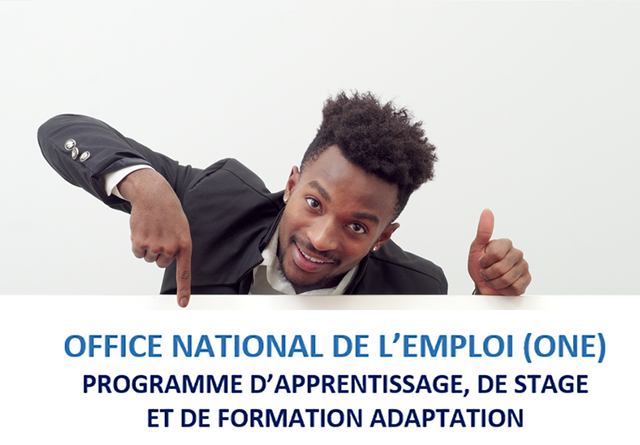 OFFICE NATIONAL DE L’EMPLOI (ONE)
PROGRAMME D’APPRENTISSAGE, DE STAGE
ET DE FORMATION ADAPTATION